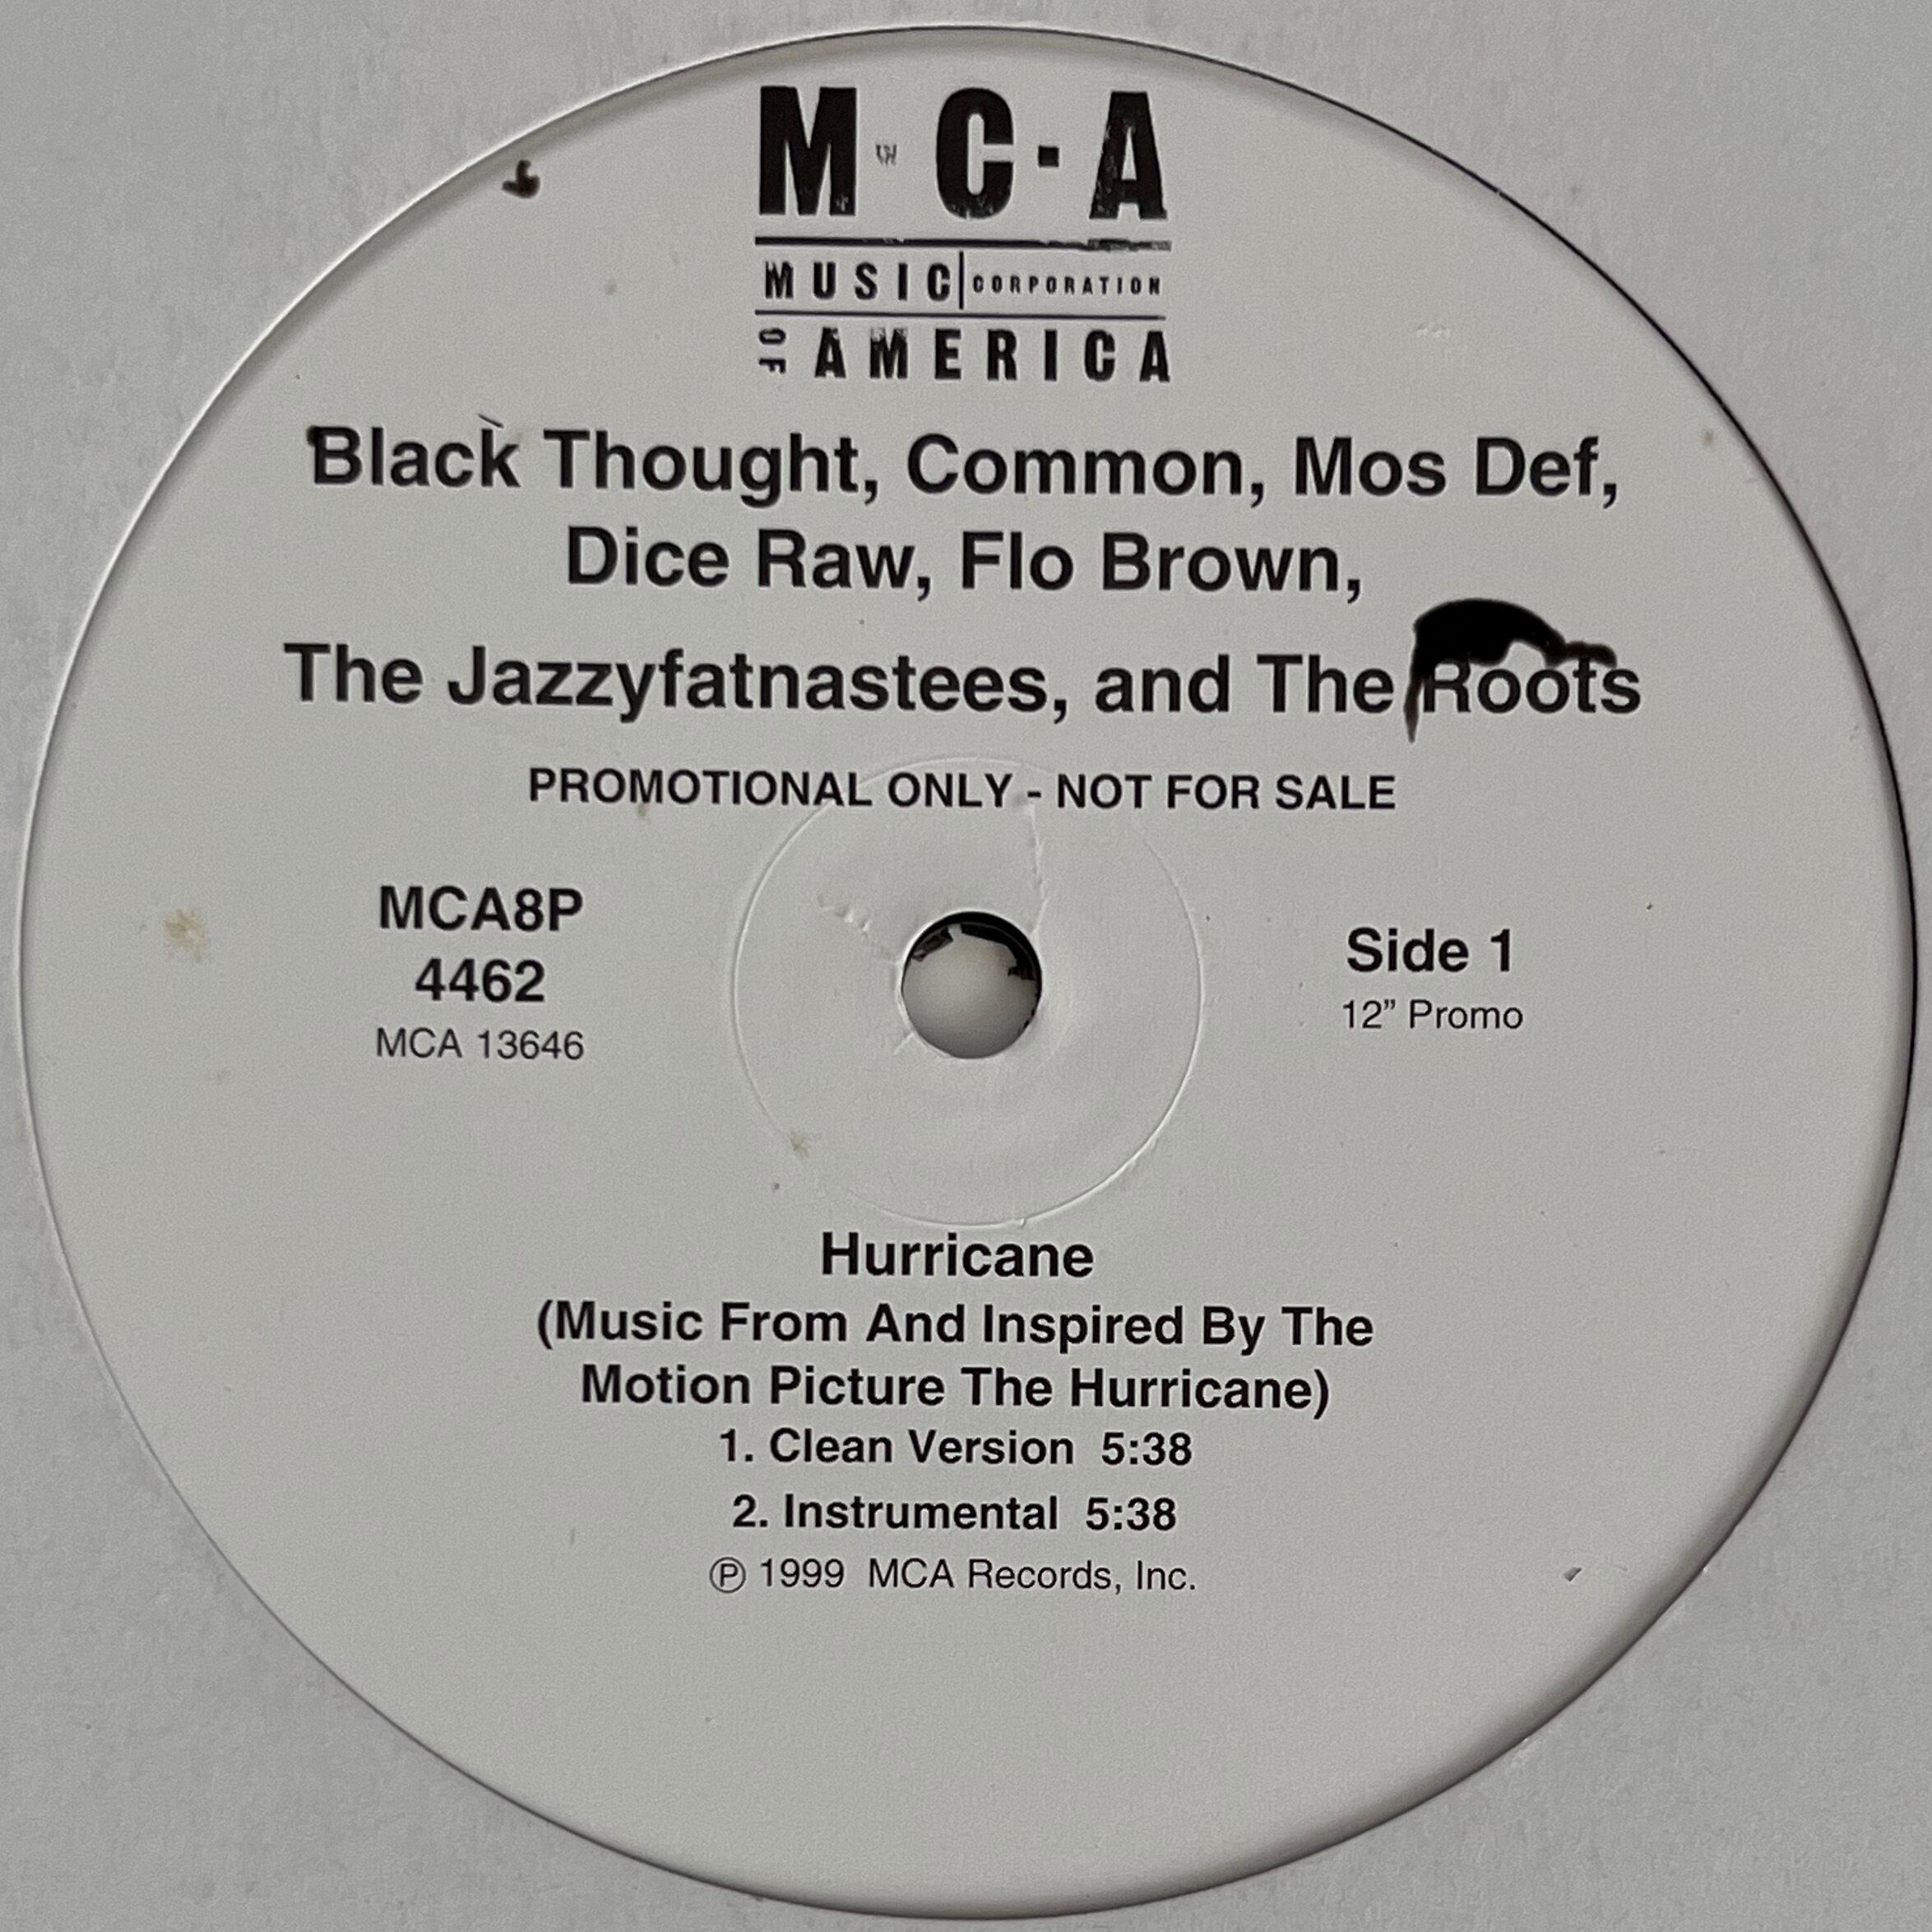 M·C·A
MUSIC CORPORATION
OF AMERICA
Black Thought, Common, Mos Def,
Dice Raw, Flo Brown,
The Jazzyfatnastees, and The Roots
PROMOTIONAL ONLY - NOT FOR SALE
MCA8P
4462
MCA 13646
Side 1
12” Promo
Hurricane
(Music From And Inspired By The
Motion Picture The Hurricane)
1. Clean Version 5:38
2. Instrumental 5:38
℗ 1999 MCA Records, Inc.